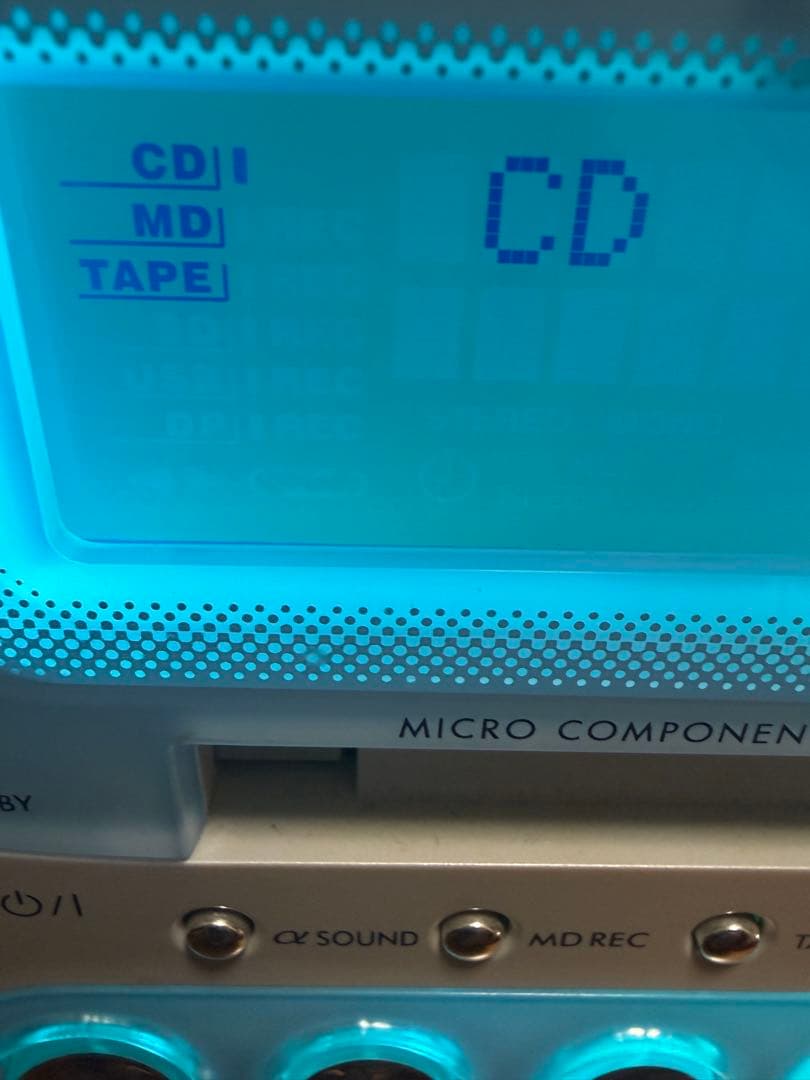 CD
CD
MD
TAPE
MICRO COMPONEN
BY
α SOUND
MD REC